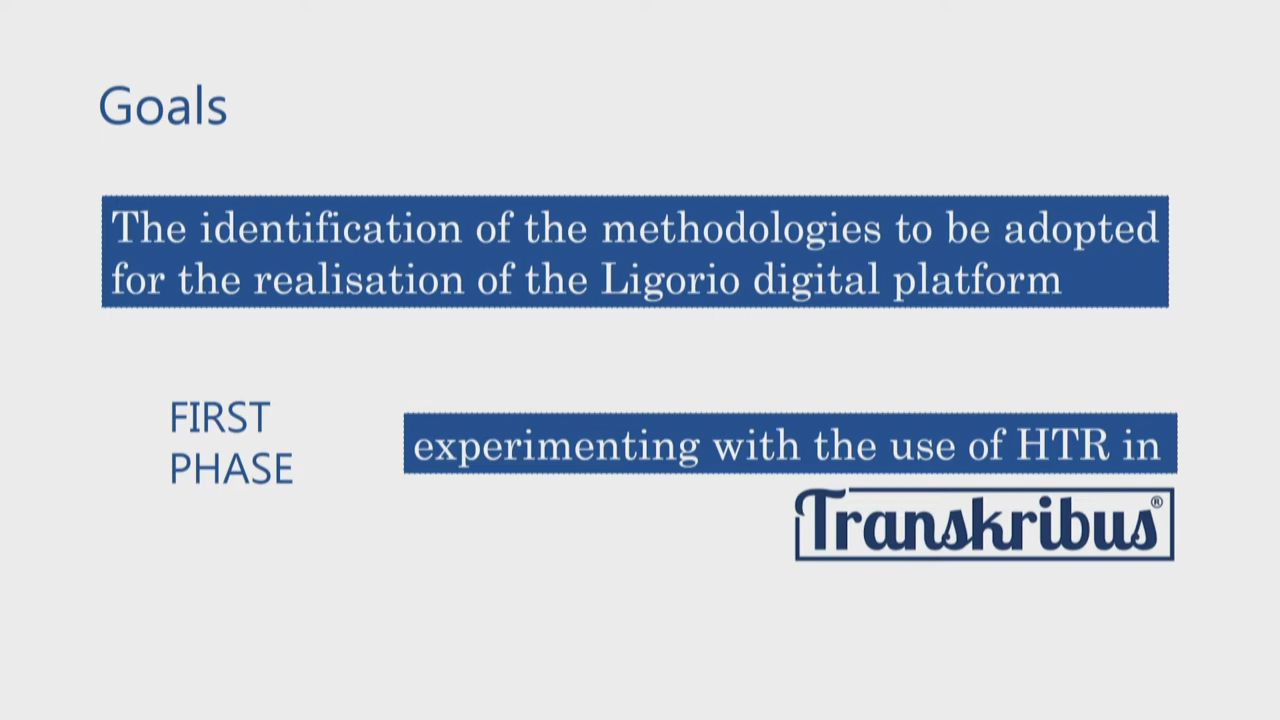 Goals
The identification of the methodologies to be adopted
for the realisation of the Ligorio digital platform
FIRST
PHASE
experimenting with the use of HTR in
Transkribus®